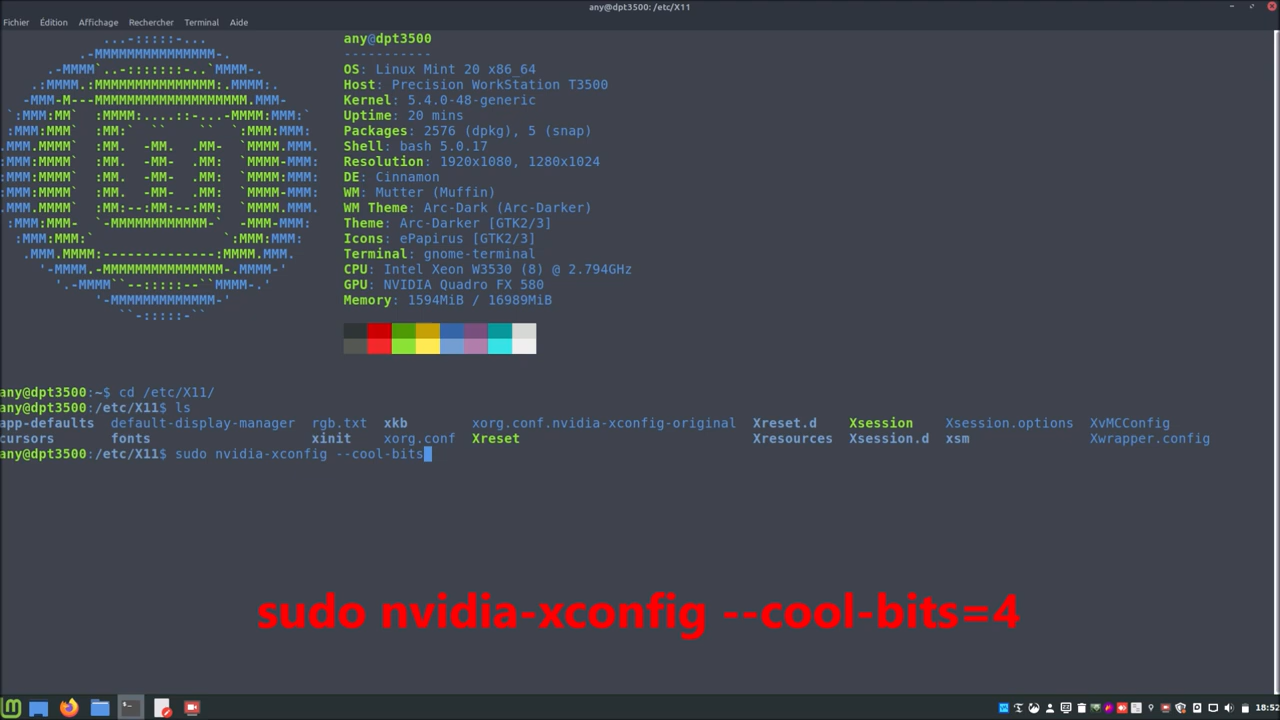 any@dpt3500: /etc/X11
Fichier Édition Affichage Rechercher Terminal Aide
any@dpt3500
-----------
OS: Linux Mint 20 x86_64
Host: Precision WorkStation T3500
Kernel: 5.4.0-48-generic
Uptime: 20 mins
Packages: 2576 (dpkg), 5 (snap)
Shell: bash 5.0.17
Resolution: 1920x1080, 1280x1024
DE: Cinnamon
WM: Mutter (Muffin)
WM Theme: Arc-Dark (Arc-Darker)
Theme: Arc-Darker [GTK2/3]
Icons: ePapirus [GTK2/3]
Terminal: gnome-terminal
CPU: Intel Xeon W3530 (8) @ 2.794GHz
GPU: NVIDIA Quadro FX 580
Memory: 1594MiB / 16989MiB
any@dpt3500:~$ cd /etc/X11/
any@dpt3500:/etc/X11$ ls
app-defaults default-display-manager rgb.txt xkb xorg.conf.nvidia-xconfig-original Xreset.d Xsession Xsession.options XvMCConfig
cursors fonts xinit xorg.conf Xreset Xresources Xsession.d xsm Xwrapper.config
any@dpt3500:/etc/X11$ sudo nvidia-xconfig --cool-bits
sudo nvidia-xconfig --cool-bits=4
18:52